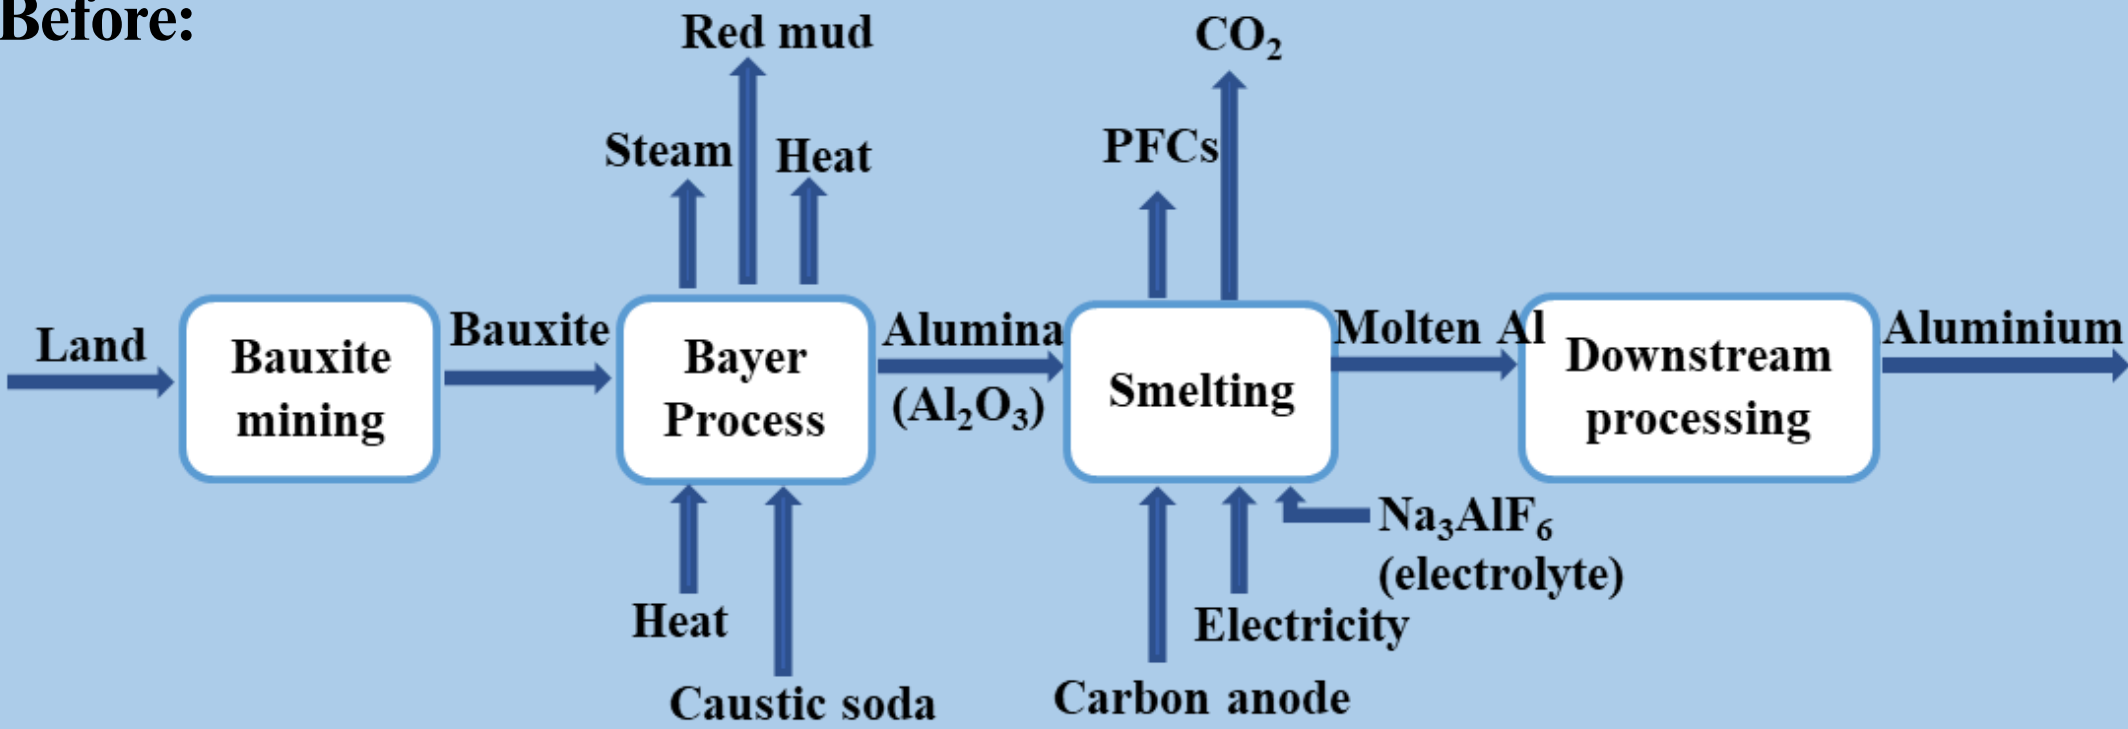 Before:
Red mud
CO₂
Steam
Heat
PFCs
Land
Bauxite
mining
Bauxite
Bayer
Process
Alumina
(Al₂O₃)
Smelting
Molten Al
Downstream
processing
Aluminium
Heat
Caustic soda
Carbon anode
Electricity
Na₃AlF₆
(electrolyte)